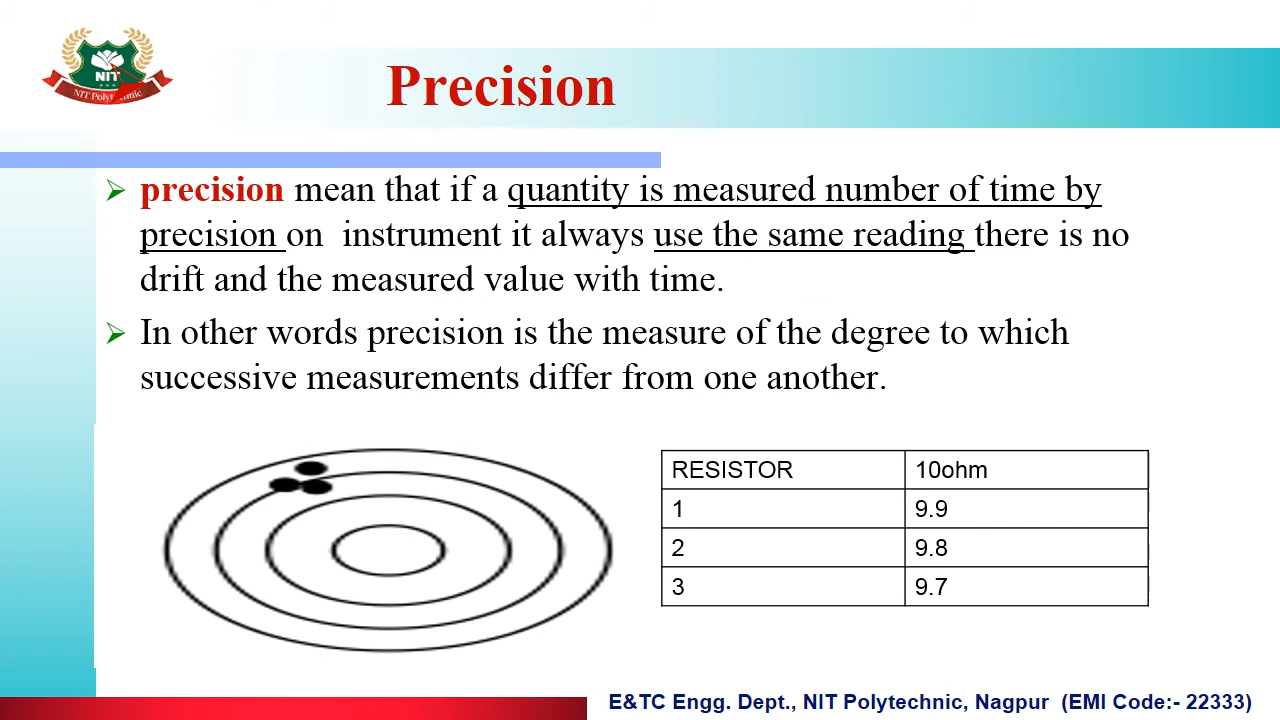 NIT
NIT Polytechnic
Precision
precision mean that if a quantity is measured number of time by
precision on instrument it always use the same reading there is no
drift and the measured value with time.
In other words precision is the measure of the degree to which
successive measurements differ from one another.
RESISTOR 10ohm
1 9.9
2 9.8
3 9.7
E&TC Engg. Dept., NIT Polytechnic, Nagpur (EMI Code:- 22333)